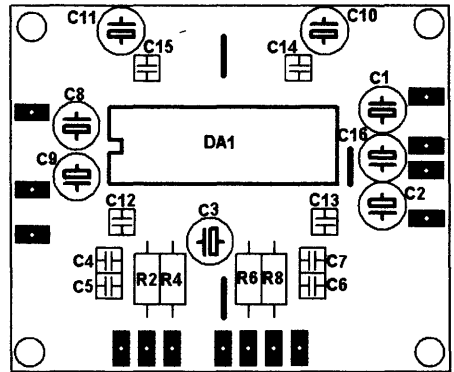 C11 C10
C15 C14
C8 C1
DA1 C16
C9
C12 C3 C13 C2
C4 C7
R2 R4 R6 R8
C5 C6